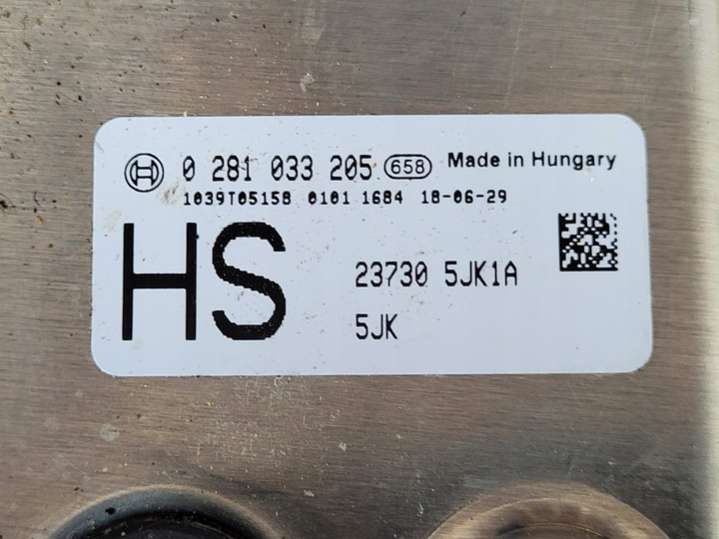 0 281 033 205 658 Made in Hungary
1039T05158 0101 1684 18-06-29
HS
23730 5JK1A
5JK